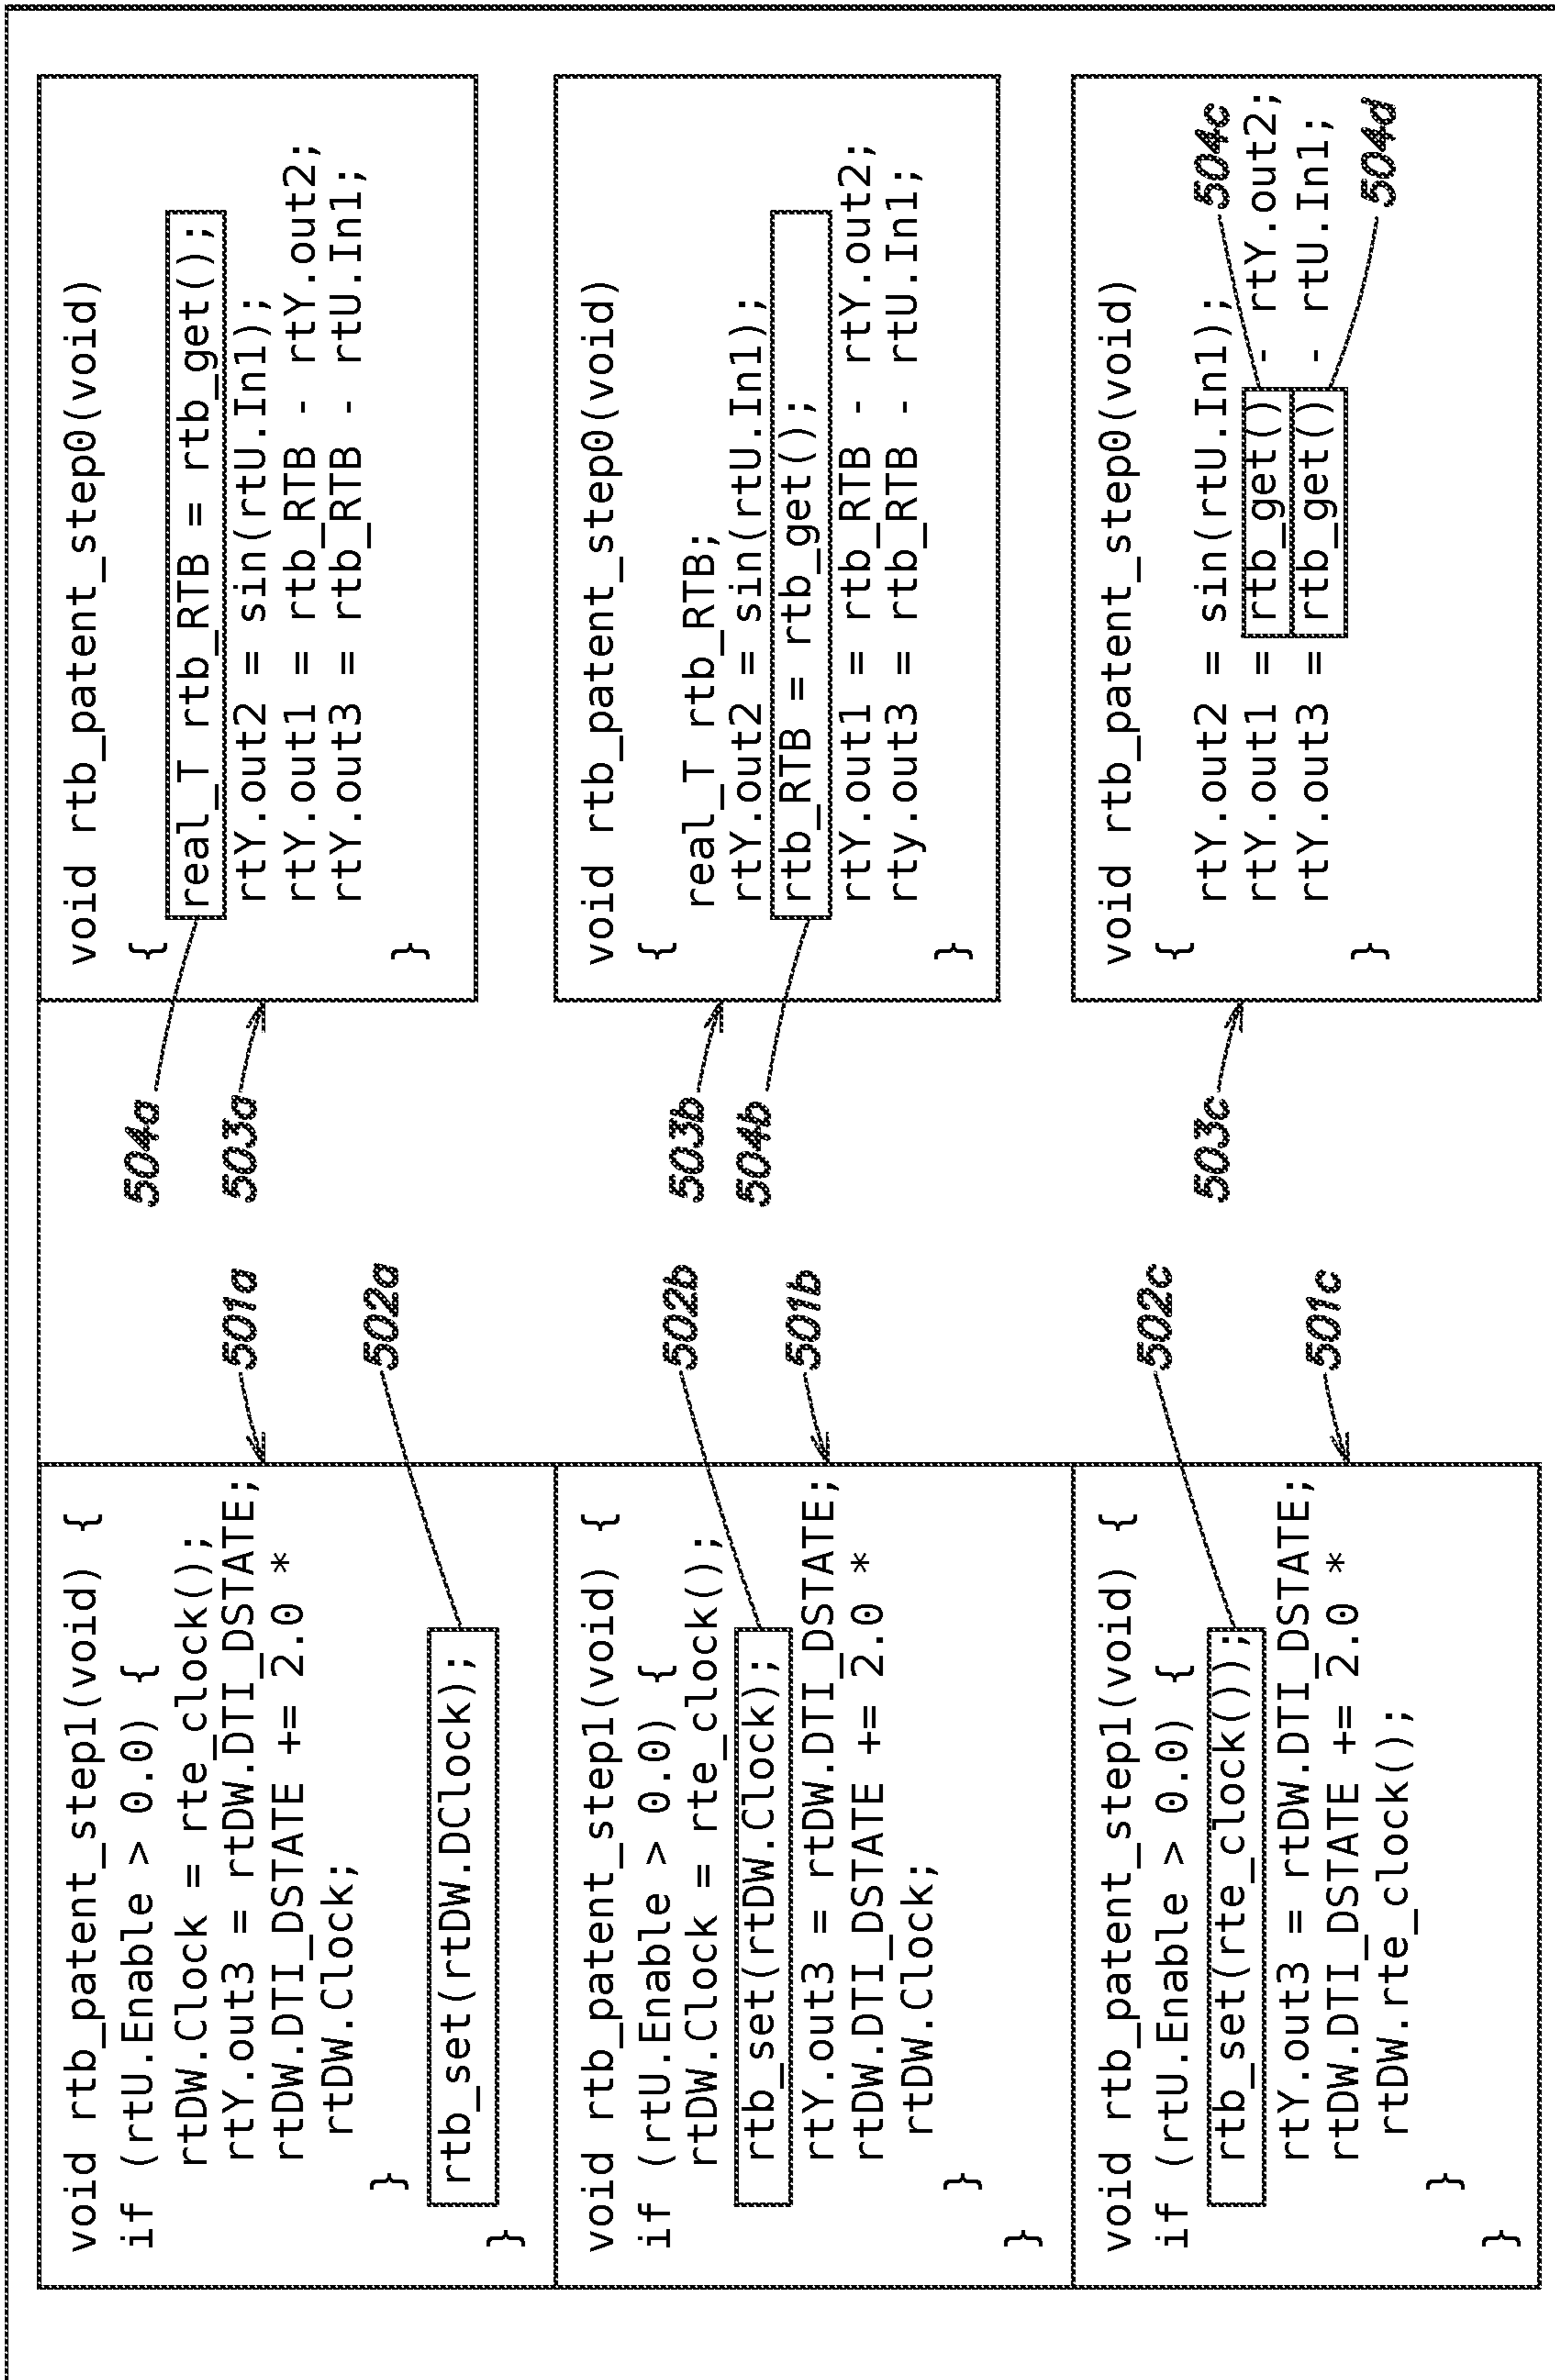 void rtb_patent_step1(void) {
if (rtU.Enable > 0.0) {
rtDW.Clock = rte_clock();
rtY.out3 = rtDW.DTI_DSTATE;
rtDW.DTI_DSTATE += 2.0 *
rtDW.Clock;
}
rtb_set(rtDW.DClock);
}
501a
502a
504a
503a
void rtb_patent_step0(void)
{
real_T rtb_RTB = rtb_get();
rtY.out2 = sin(rtU.In1);
rtY.out1 = rtb_RTB - rtY.out2;
rtY.out3 = rtb_RTB - rtU.In1;
}
void rtb_patent_step1(void) {
if (rtU.Enable > 0.0) {
rtDW.Clock = rte_clock();
rtb_set(rtDW.Clock);
rtY.out3 = rtDW.DTI_DSTATE;
rtDW.DTI_DSTATE += 2.0 *
rtDW.Clock;
}
}
502b
501b
503b
504b
void rtb_patent_step0(void)
{
real_T rtb_RTB;
rtY.out2 = sin(rtU.In1);
rtb_RTB = rtb_get();
rtY.out1 = rtb_RTB - rtY.out2;
rty.out3 = rtb_RTB - rtU.In1;
}
void rtb_patent_step1(void) {
if (rtU.Enable > 0.0) {
rtb_set(rte_clock());
rtY.out3 = rtDW.DTI_DSTATE;
rtDW.DTI_DSTATE += 2.0 *
rtDW.rte_clock();
}
}
502c
501c
503c
void rtb_patent_step0(void)
{
rtY.out2 = sin(rtU.In1);
rtY.out1 = rtb_get() - rtY.out2;
rtY.out3 = rtb_get() - rtU.In1;
}
504c
504d